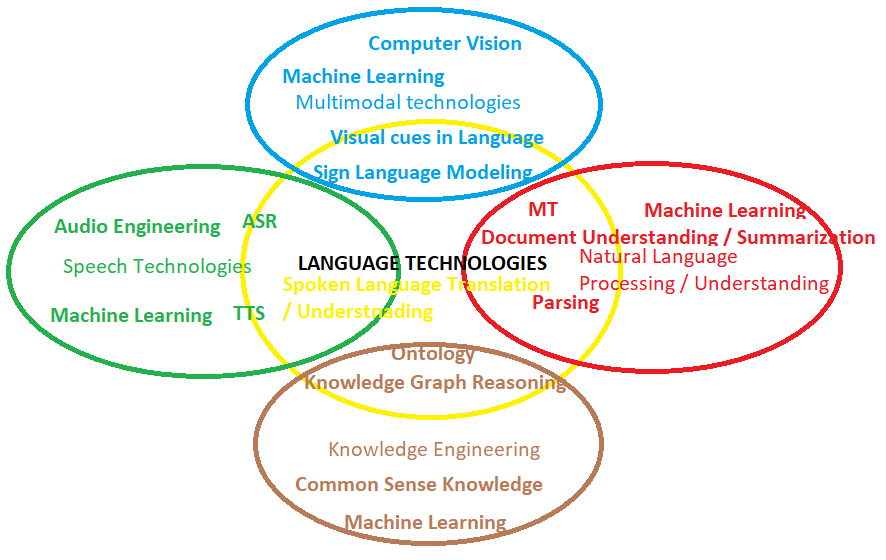 Computer Vision
Machine Learning
Multimodal technologies
Visual cues in Language
Sign Language Modeling
Audio Engineering
ASR
Speech Technologies
Machine Learning
TTS
LANGUAGE TECHNOLOGIES
Spoken Language Translation
/ Understnading
MT
Machine Learning
Document Understanding / Summarization
Natural Language
Processing / Understanding
Parsing
Ontology
Knowledge Graph Reasoning
Knowledge Engineering
Common Sense Knowledge
Machine Learning